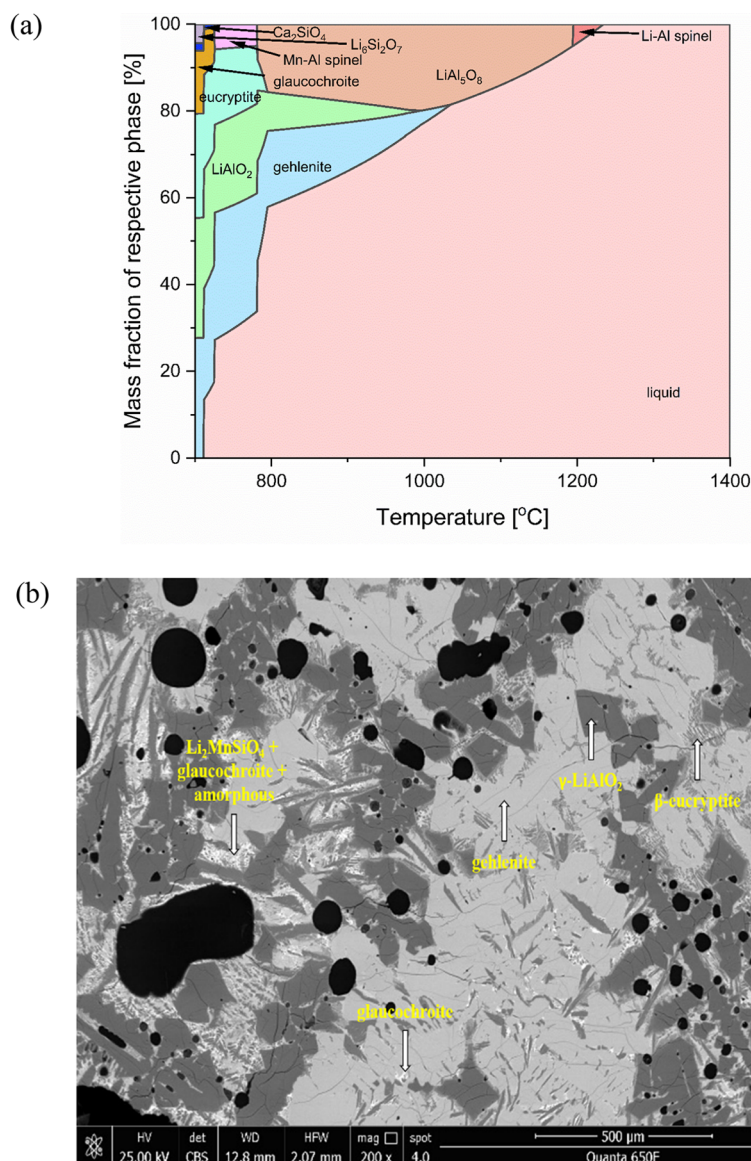 (a)
Mass fraction of respective phase [%]
100
80
60
40
20
0
Ca₂SiO₄
Li₆Si₂O₇
Mn-Al spinel
glaucochroite
eucryptite
LiAlO₂
gehlenite
LiAl₅O₈
Li-Al spinel
liquid
800
1000
1200
1400
Temperature [°C]
(b)
Li₂MnSiO₄ +
glaucochroite +
amorphous
γ-LiAlO₂
β-eucryptite
gehlenite
glaucochroite
HV det WD HFW mag □ spot 500 μm
25.00 kV CBS 12.8 mm 2.07 mm 200 x 4.0 Quanta 650F